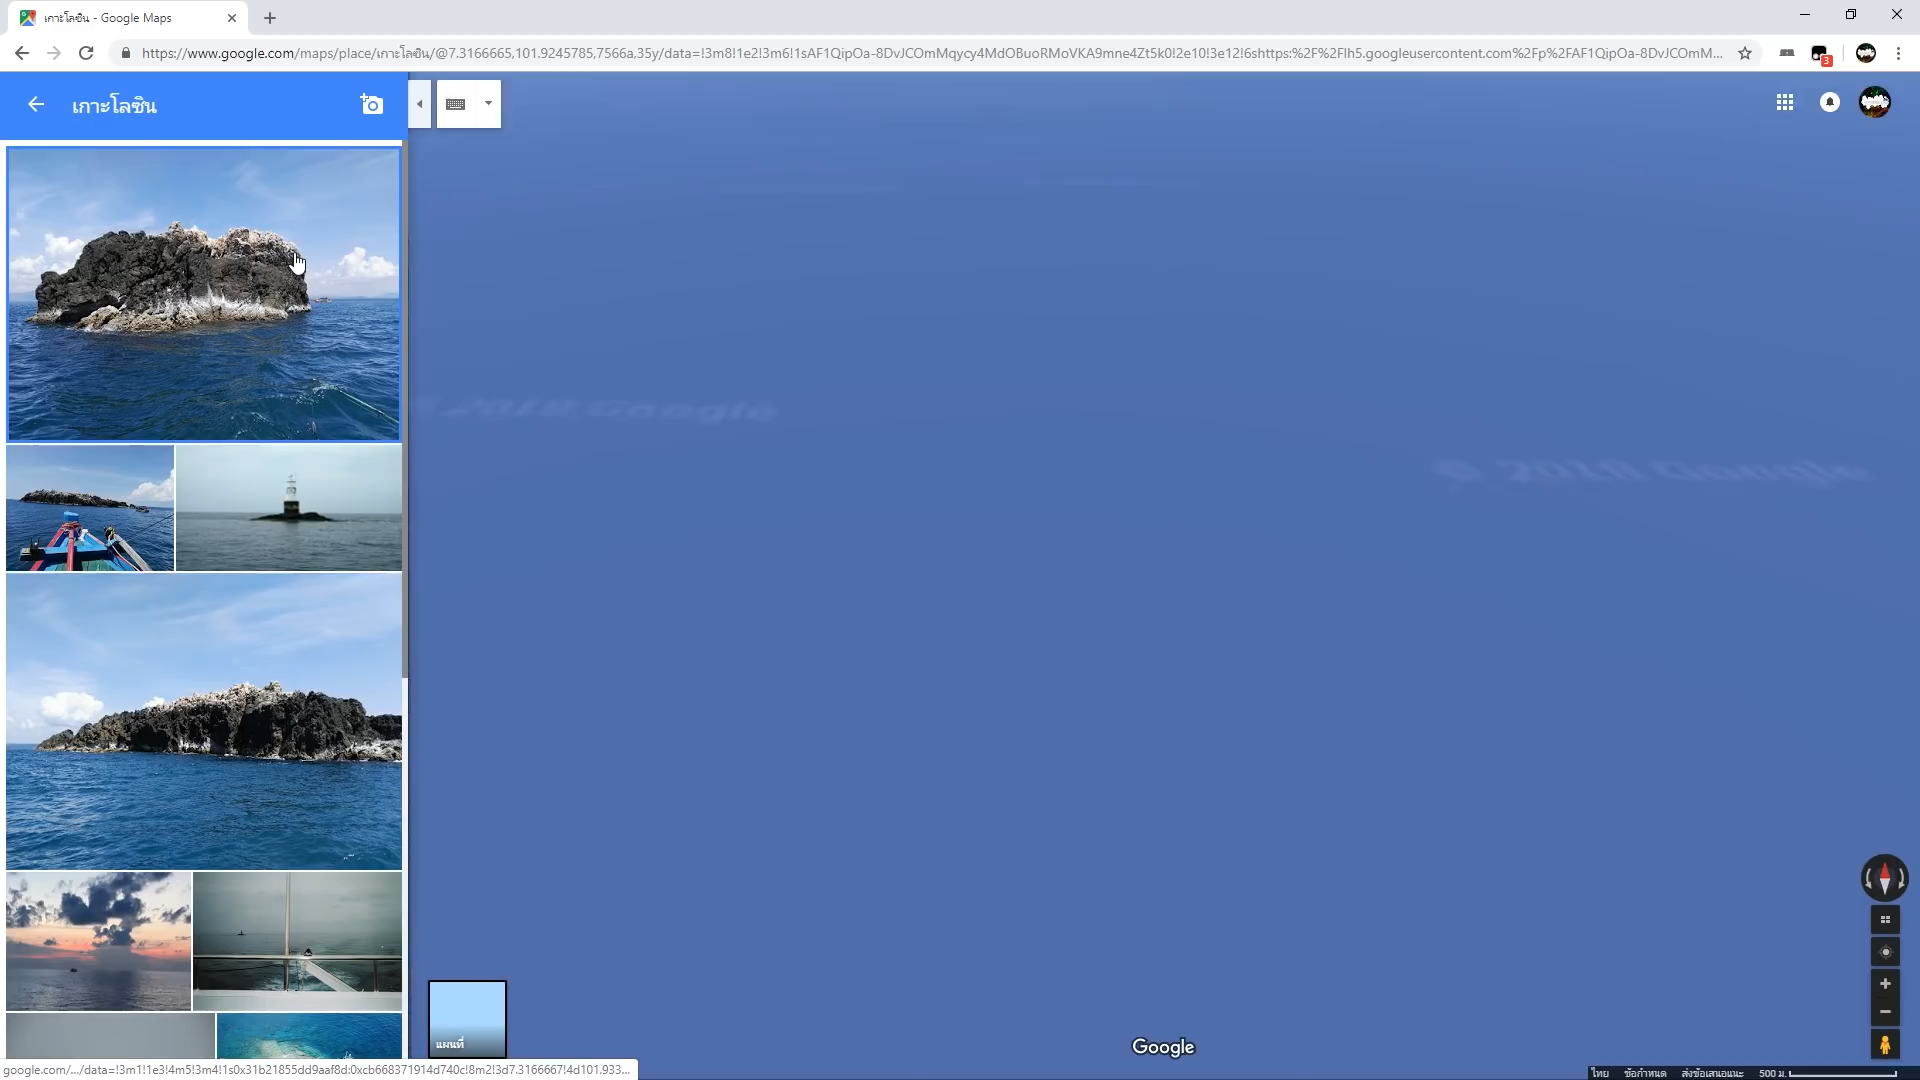 เกาะโลซิน - Google Maps
https://www.google.com/maps/place/เกาะโลซิน/@7.3166665,101.9245785,7566a,35y/data=!3m8!1e2!3m6!1sAF1QipOa-8DvJCOmMqycy4MdOBuoRMoVKA9mne4Zt5k0!2e10!3e12!6shttps:%2F%2Flh5.googleusercontent.com%2Fp%2FAF1QipOa-8DvJCOmM...
3
เกาะโลซิน
2018 Google
© 2018 Google
แผนที่
Google
google.com/.../data=!3m1!1e3!4m5!3m4!1s0x31b21855dd9aaf8d:0xcb668371914d740c!8m2!3d7.3166667!4d101.933...
ไทย ข้อกำหนด ส่งข้อเสนอแนะ 500 ม.